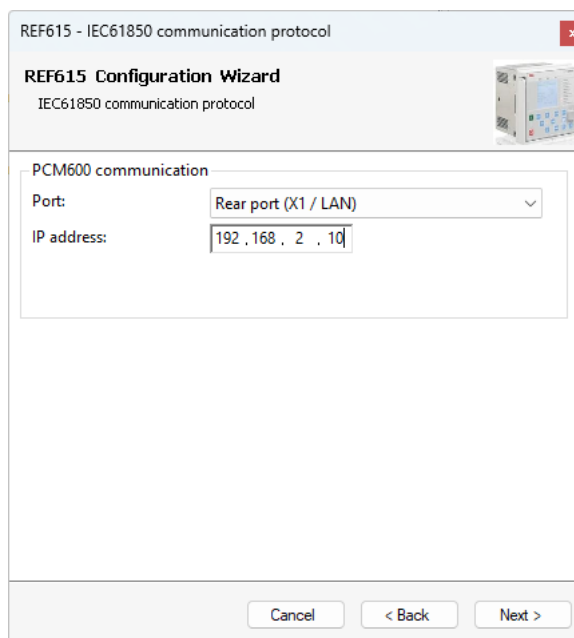 REF615 - IEC61850 communication protocol
REF615 Configuration Wizard
IEC61850 communication protocol
PCM600 communication
Port: Rear port (X1 / LAN)
IP address: 192 . 168 . 2 . 10
Cancel < Back Next >